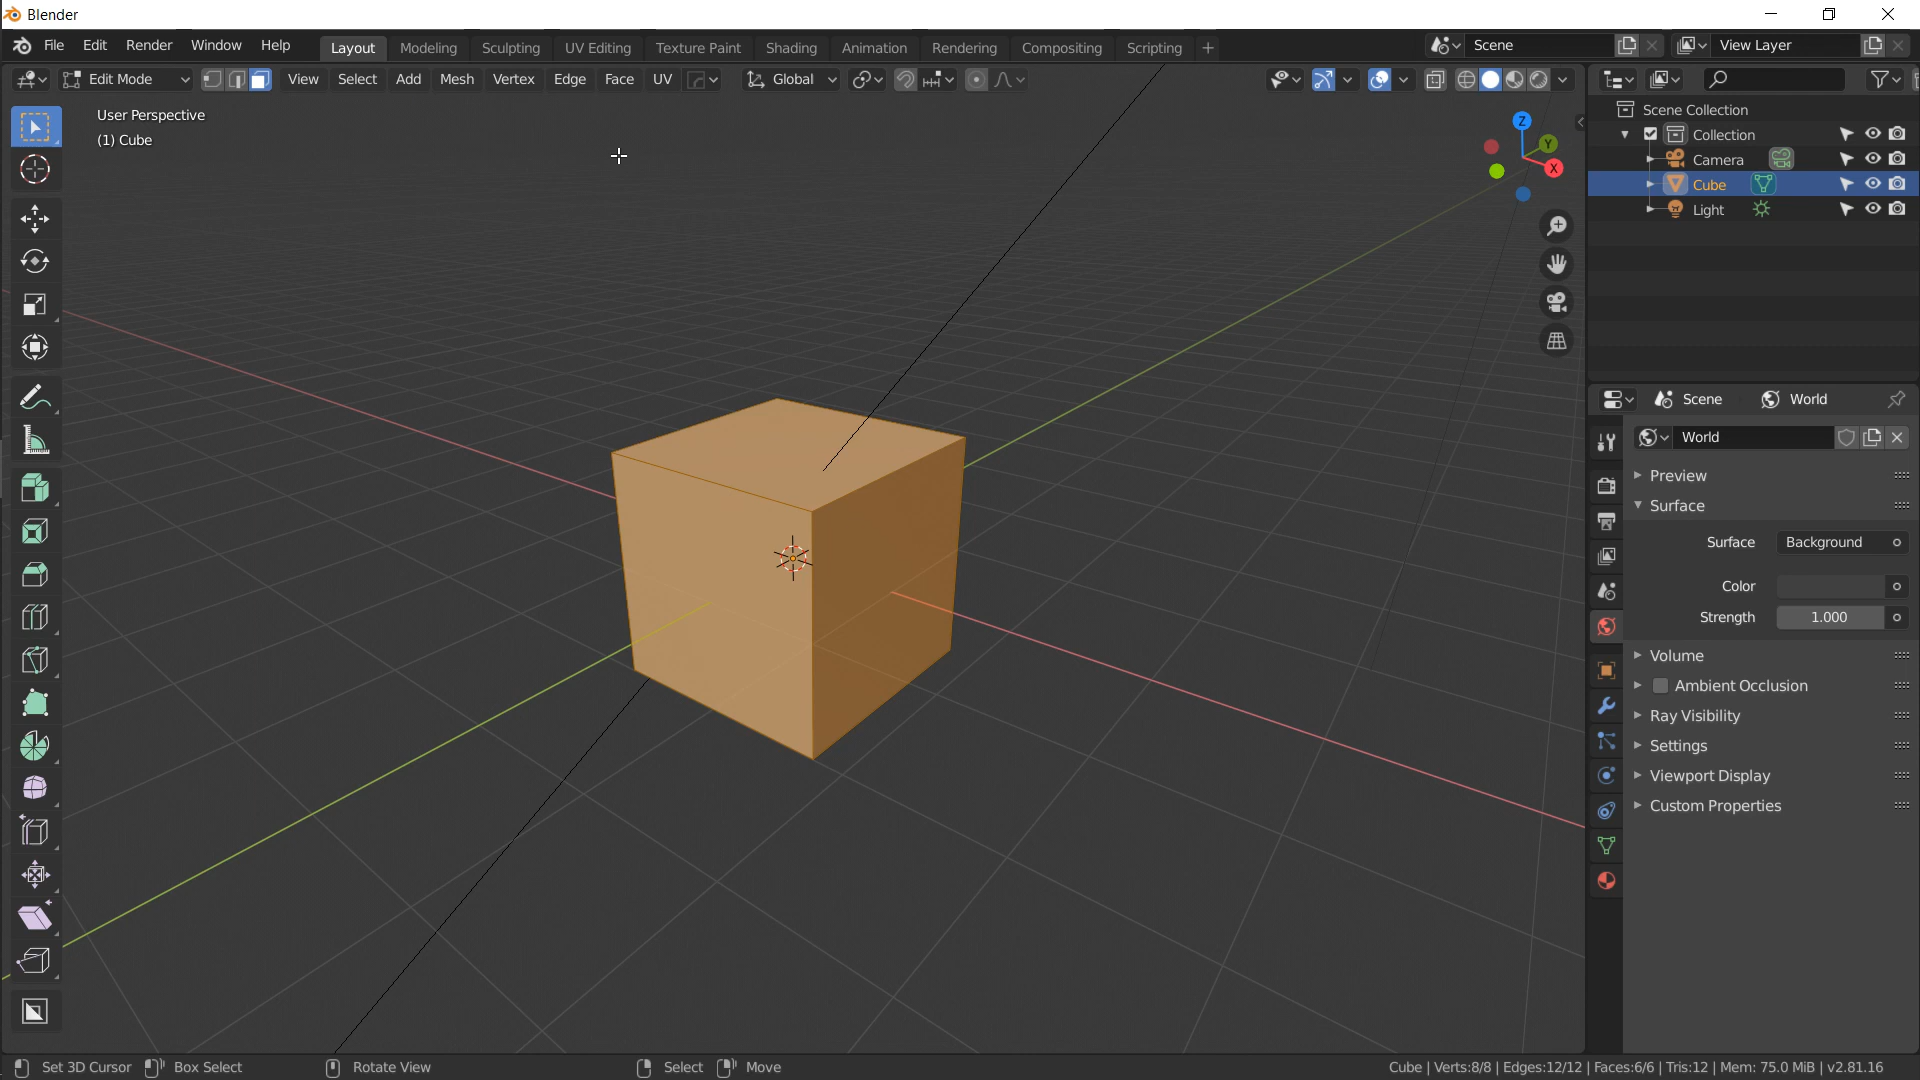 Blender
File Edit Render Window Help Layout Modeling Sculpting UV Editing Texture Paint Shading Animation Rendering Compositing Scripting + Scene View Layer
Edit Mode View Select Add Mesh Vertex Edge Face UV Global
User Perspective
(1) Cube
Z
Y
X
Scene Collection
Collection
Camera
Cube
Light
Scene World
World
Preview
Surface
Surface Background
Color
Strength 1.000
Volume
Ambient Occlusion
Ray Visibility
Settings
Viewport Display
Custom Properties
Set 3D Cursor Box Select Rotate View Select Move Cube | Verts:8/8 | Edges:12/12 | Faces:6/6 | Tris:12 | Mem: 75.0 MiB | v2.81.16